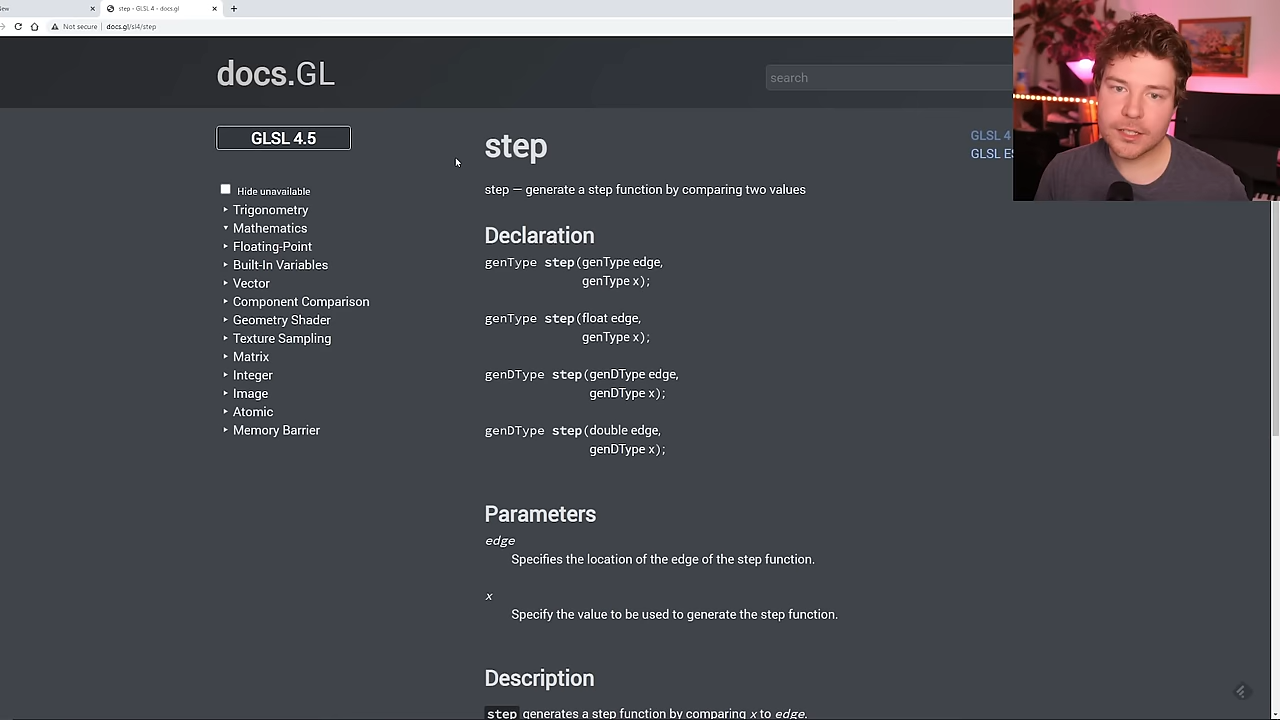 New
step - GLSL 4 - docs.gl
Not secure
docs.gl/sl4/step
docs.GL
search
GLSL 4.5
Hide unavailable
Trigonometry
Mathematics
Floating-Point
Built-In Variables
Vector
Component Comparison
Geometry Shader
Texture Sampling
Matrix
Integer
Image
Atomic
Memory Barrier
step
GLSL 4
GLSL ES
step — generate a step function by comparing two values
Declaration
genType step(genType edge,
genType x);
genType step(float edge,
genType x);
genDType step(genDType edge,
genDType x);
genDType step(double edge,
genDType x);
Parameters
edge
Specifies the location of the edge of the step function.
x
Specify the value to be used to generate the step function.
Description
step generates a step function by comparing x to edge.